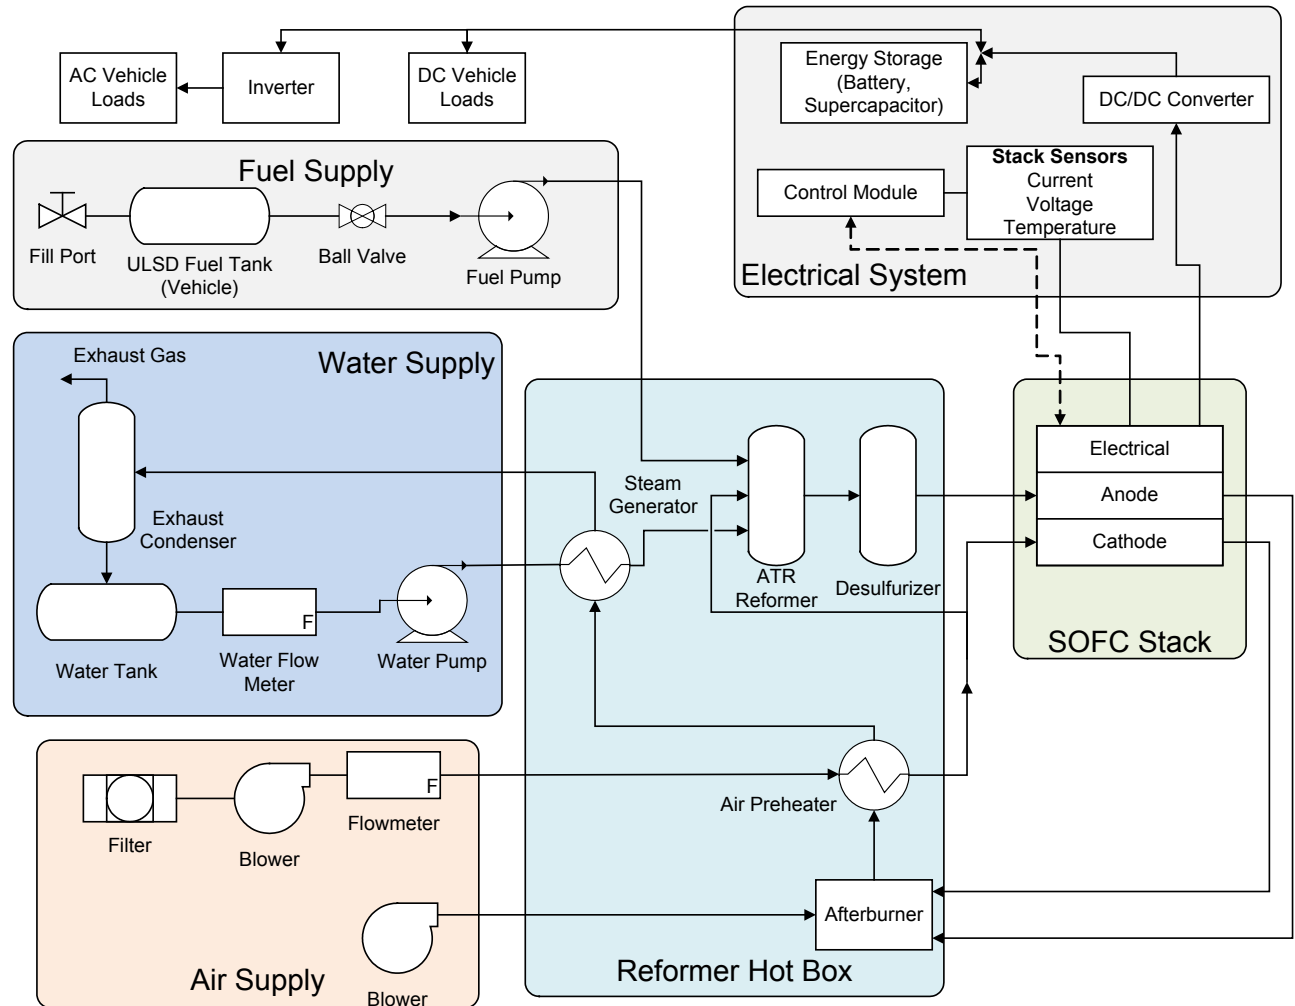 AC Vehicle
Loads
Inverter
DC Vehicle
Loads
Energy Storage
(Battery,
Supercapacitor)
DC/DC Converter
Stack Sensors
Current
Voltage
Temperature
Control Module
Electrical System
Fuel Supply
Fill Port
ULSD Fuel Tank
(Vehicle)
Ball Valve
Fuel Pump
Water Supply
Exhaust Gas
Exhaust
Condenser
Water Tank
F
Water Flow
Meter
Water Pump
Steam
Generator
ATR
Reformer
Desulfurizer
Electrical
Anode
Cathode
SOFC Stack
Air Preheater
Afterburner
Reformer Hot Box
Filter
Blower
F
Flowmeter
Blower
Air Supply